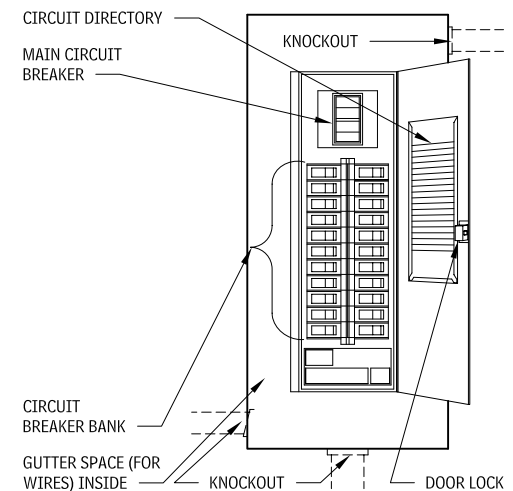 CIRCUIT DIRECTORY
KNOCKOUT
MAIN CIRCUIT
BREAKER
CIRCUIT
BREAKER BANK
GUTTER SPACE (FOR
WIRES) INSIDE
KNOCKOUT
DOOR LOCK